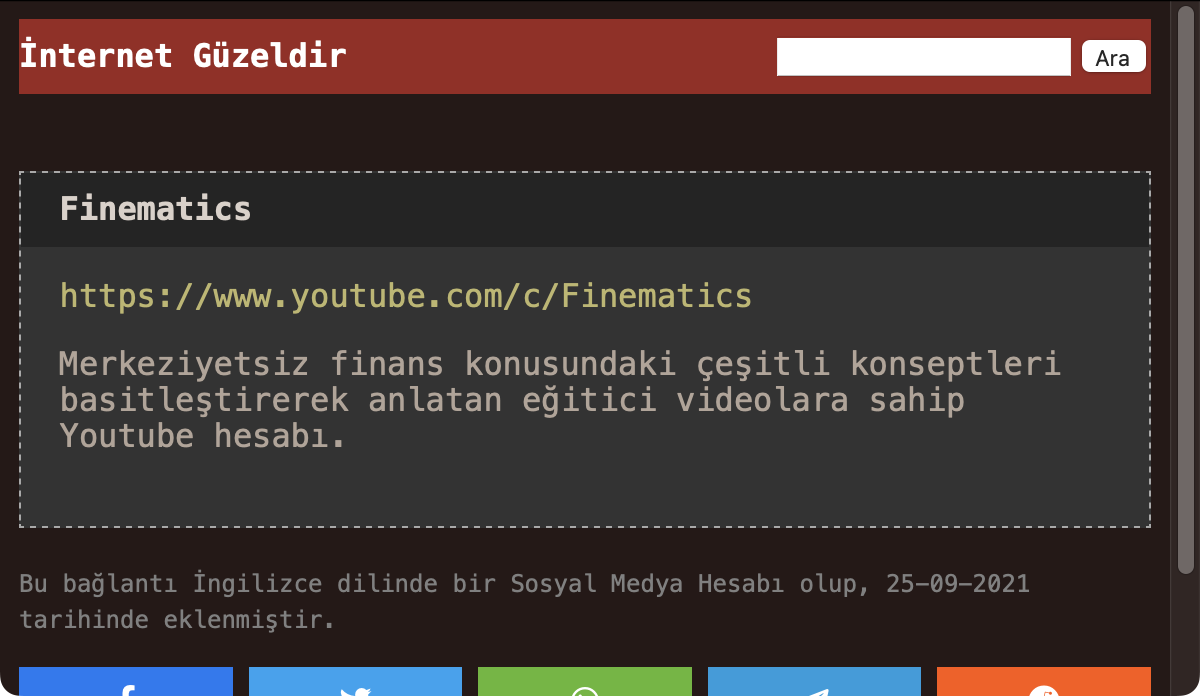 İnternet Güzeldir
Ara
Finematics
https://www.youtube.com/c/Finematics
Merkeziyetsiz finans konusundaki çeşitli konseptleri
basitleştirerek anlatan eğitici videolara sahip
Youtube hesabı.
Bu bağlantı İngilizce dilinde bir Sosyal Medya Hesabı olup, 25-09-2021
tarihinde eklenmiştir.